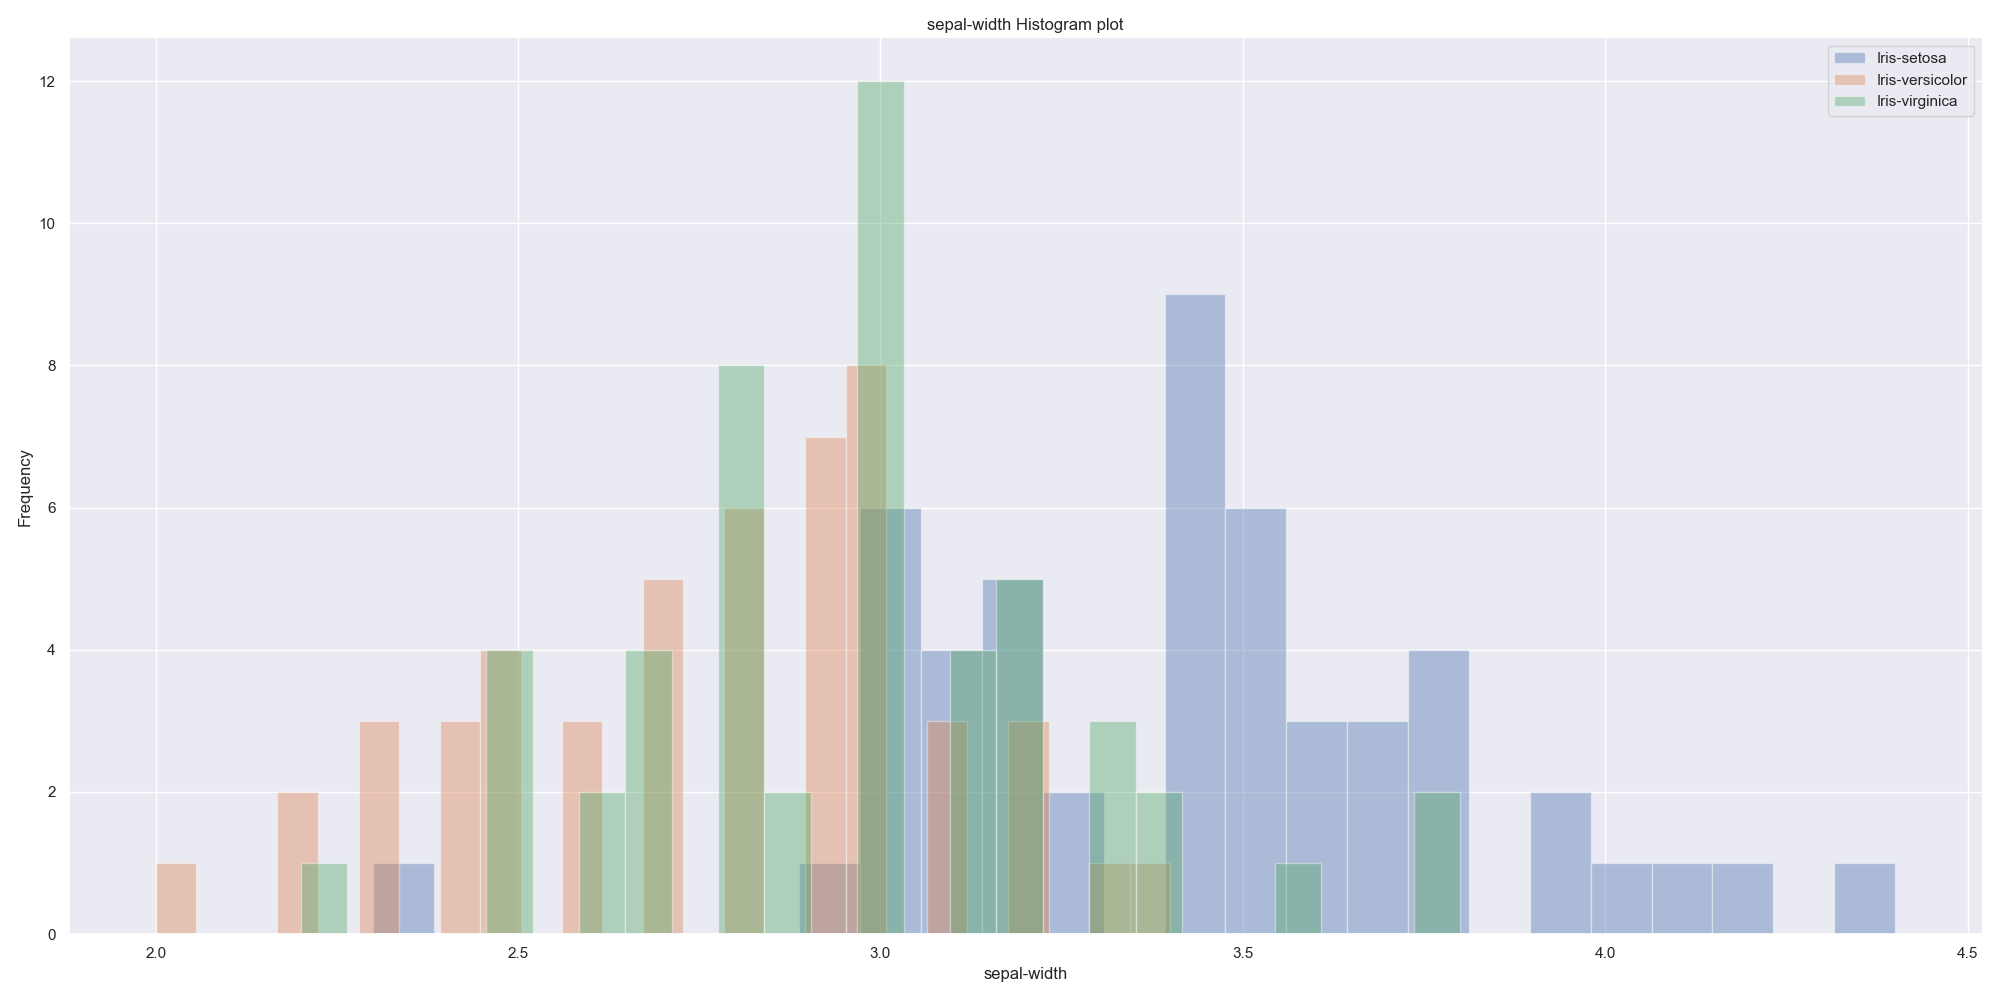 sepal-width Histogram plot
Iris-setosa
Iris-versicolor
Iris-virginica
12
10
8
6
4
2
0
Frequency
2.0 2.5 3.0 3.5 4.0 4.5
sepal-width